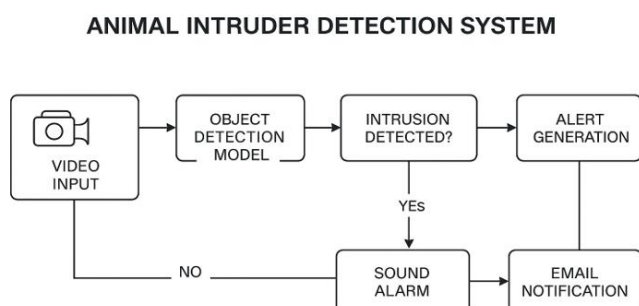 ANIMAL INTRUDER DETECTION SYSTEM
VIDEO
INPUT
OBJECT
DETECTION
MODEL
INTRUSION
DETECTED?
ALERT
GENERATION
YEs
NO
SOUND
ALARM
EMAIL
NOTIFICATION